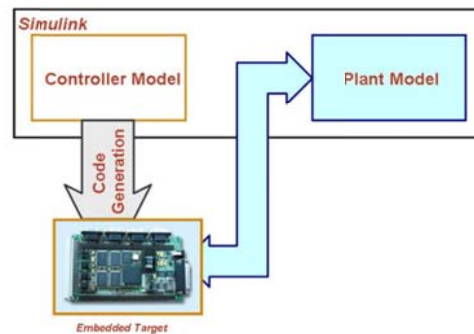 Simulink
Controller Model
Plant Model
Code
Generation
Embedded Target